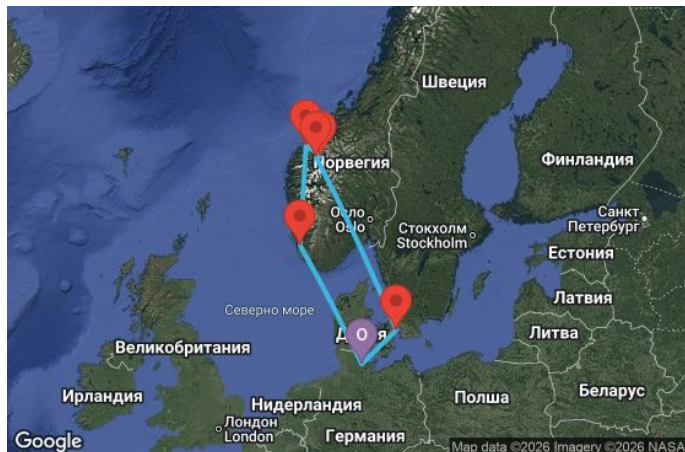 Швеция
Норвегия
Финландия
Осло
Oslo
Стокхолм
Stockholm
Санкт
Петербург
Естония
Латвия
Северно море
Литва
Великобритания
O
Ирландия
Нидерландия
Полша
Беларус
Лондон
London
Германия
Google
Map data ©2026 Imagery ©2026 NASA